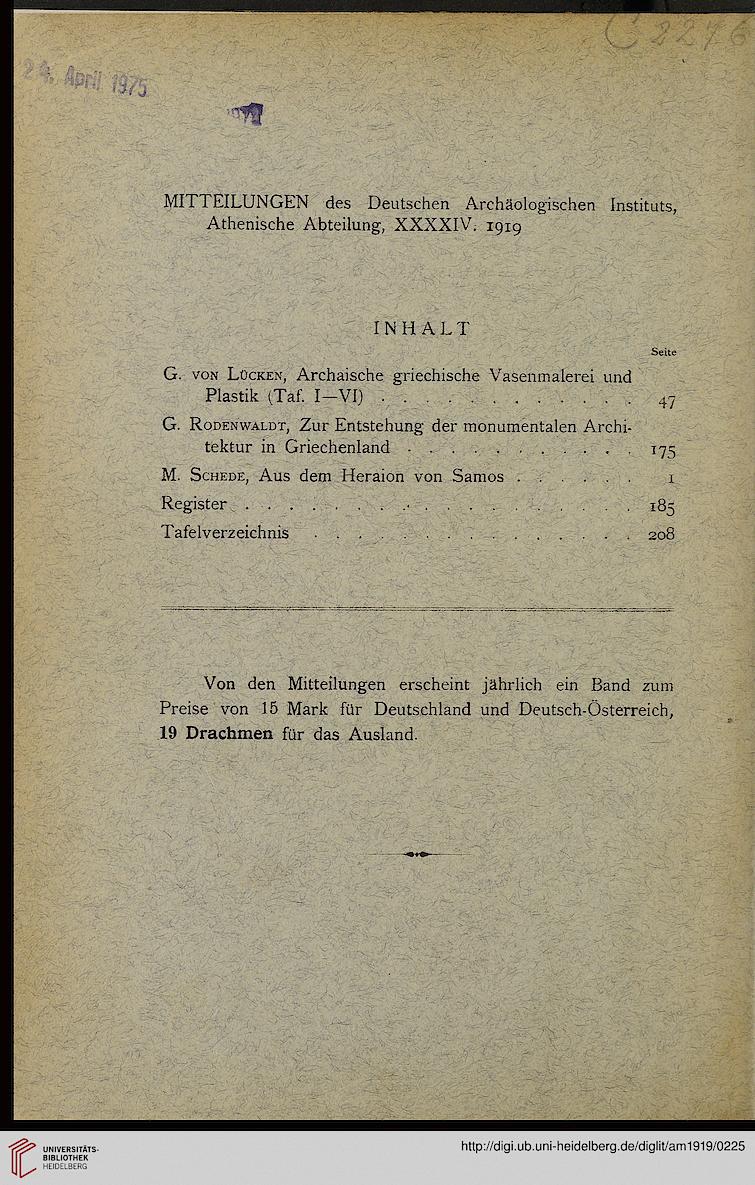 C 2276
24. April 1975
MITTEILUNGEN des Deutschen Archäologischen Instituts,
Athenische Abteilung, XXXXIV. 1919
INHALT
Seite
G. VON LÜCKEN, Archaische griechische Vasenmalerei und
Plastik (Taf. I—VI) . . . . . . . . . . . . 47
G. RODENWALDT, Zur Entstehung der monumentalen Archi-
tektur in Griechenland . . . . . . . . . . . 175
M. SCHEDE, Aus dem Heraion von Samos . . . . . . 1
Register . . . . . . . . . . . . . . . . . . 185
Tafelverzeichnis . . . . . . . . . . . . . . . 208
Von den Mitteilungen erscheint jährlich ein Band zum
Preise von 15 Mark für Deutschland und Deutsch-Österreich,
19 Drachmen für das Ausland.
UNIVERSITÄTS-
BIBLIOTHEK
HEIDELBERG
http://digi.ub.uni-heidelberg.de/diglit/am1919/0225